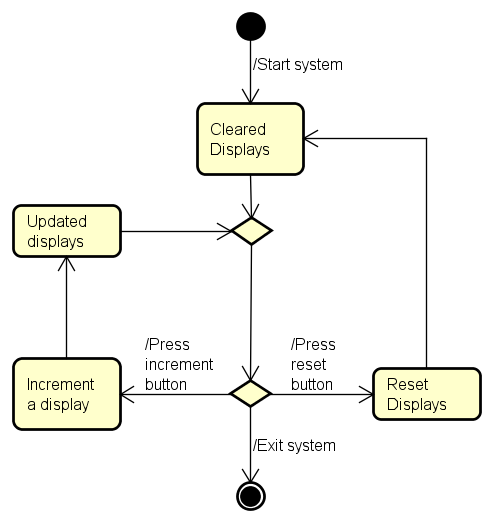 /Start system
Cleared
Displays
Updated
displays
/Press
increment
button
/Press
reset
button
Increment
a display
Reset
Displays
/Exit system